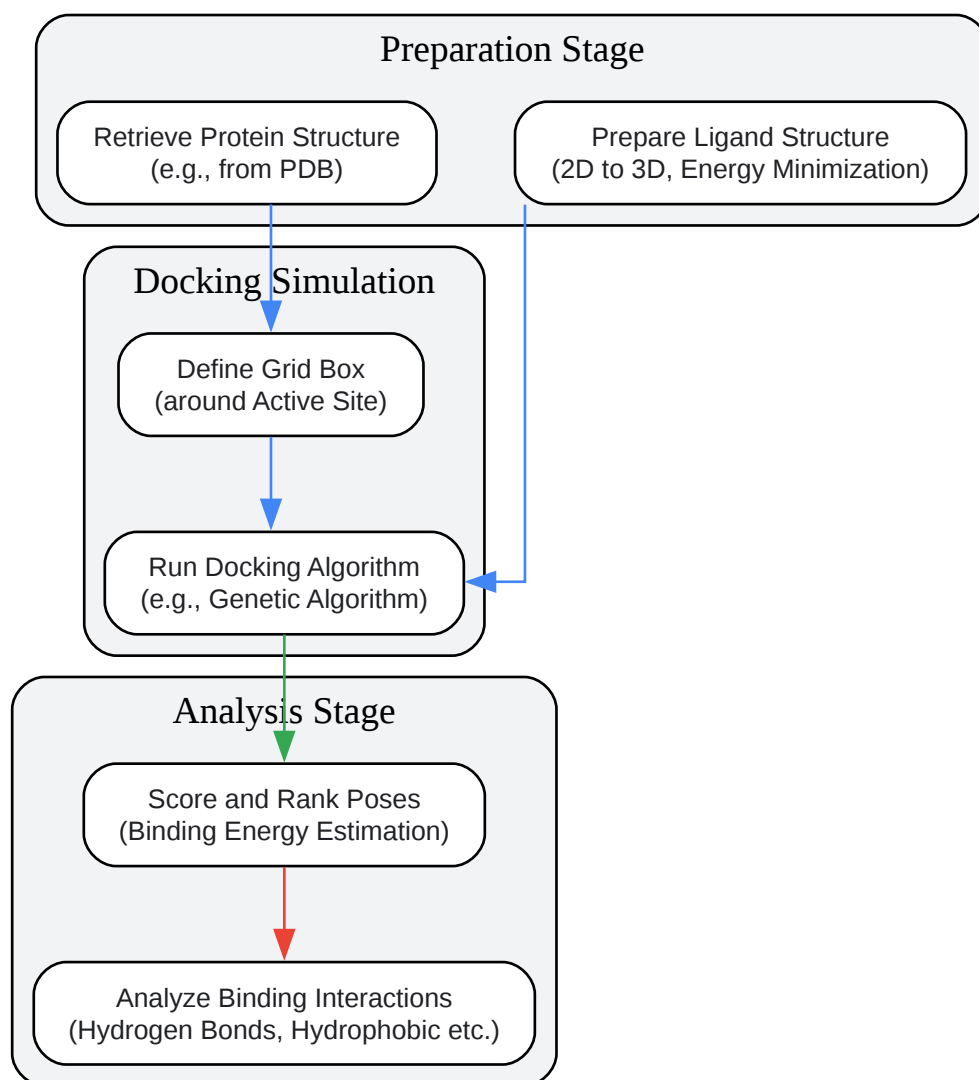 Preparation Stage
Retrieve Protein Structure
(e.g., from PDB)
Prepare Ligand Structure
(2D to 3D, Energy Minimization)
Docking Simulation
Define Grid Box
(around Active Site)
Run Docking Algorithm
(e.g., Genetic Algorithm)
Analysis Stage
Score and Rank Poses
(Binding Energy Estimation)
Analyze Binding Interactions
(Hydrogen Bonds, Hydrophobic etc.)